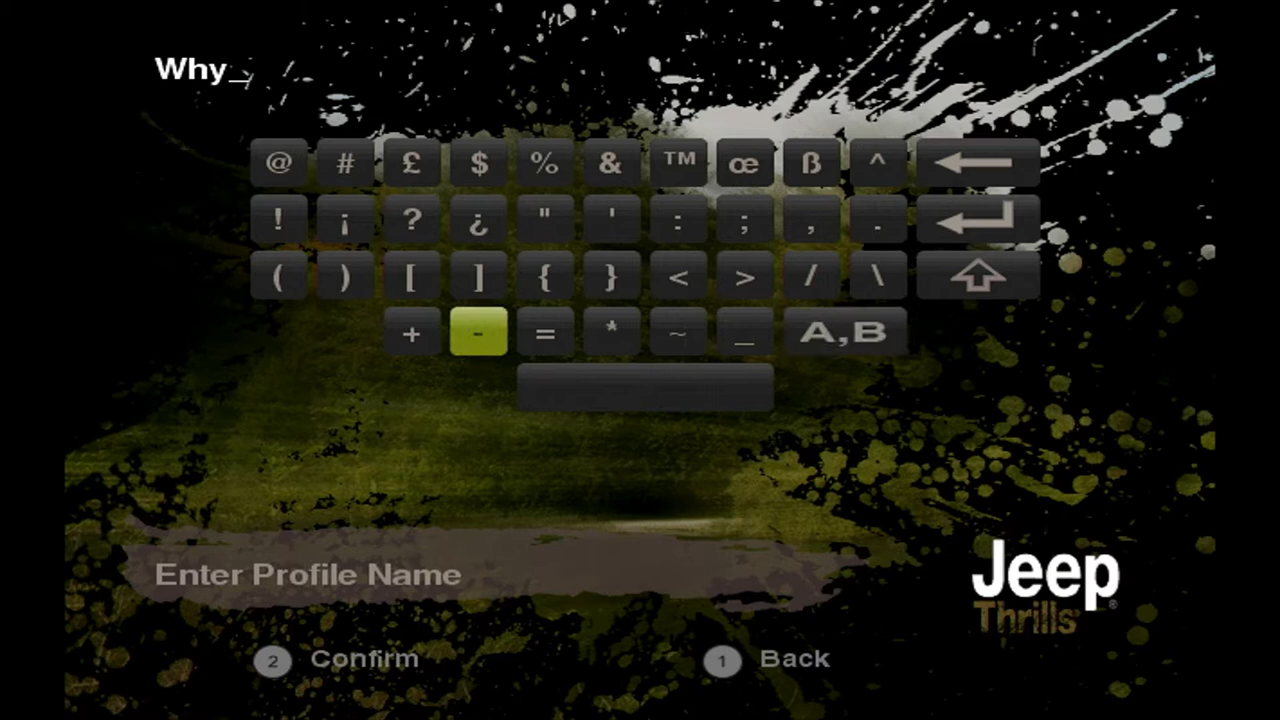 Why_
@ # £ $ % & ™ œ ß ^
! ¡ ? ¿ " ' : ; , .
( ) [ ] { } < > / \
+ - = * ~ _ A,B
Enter Profile Name
Jeep®
Thrills
2 Confirm 1 Back